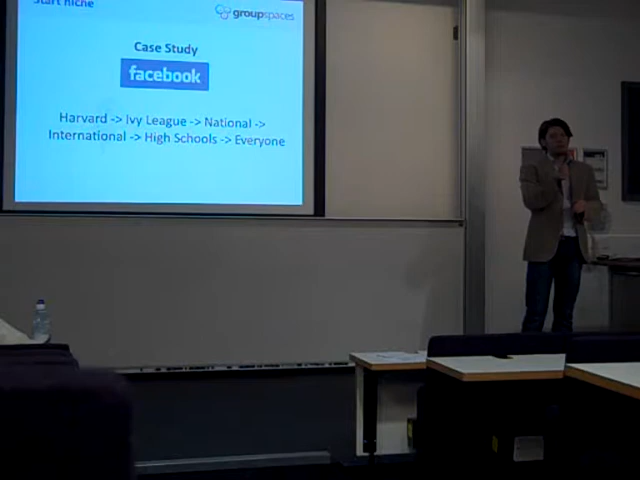 Start niche
groupspaces
Case Study
facebook
Harvard -> Ivy League -> National ->
International -> High Schools -> Everyone